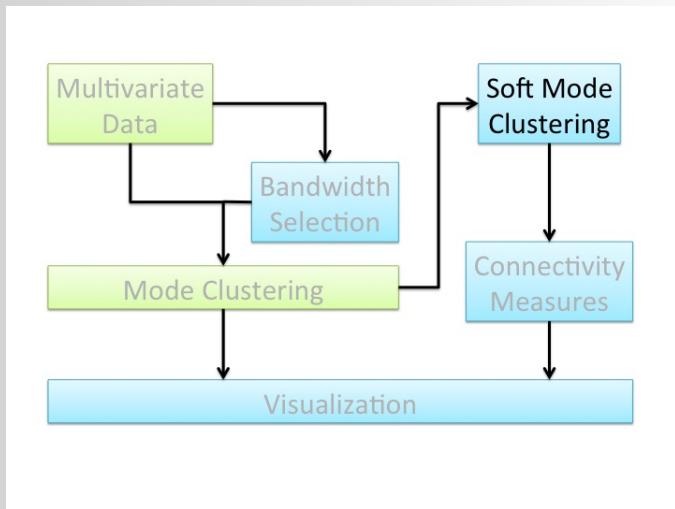 Multivariate
Data
Soft Mode
Clustering
Bandwidth
Selection
Mode Clustering
Connectivity
Measures
Visualization